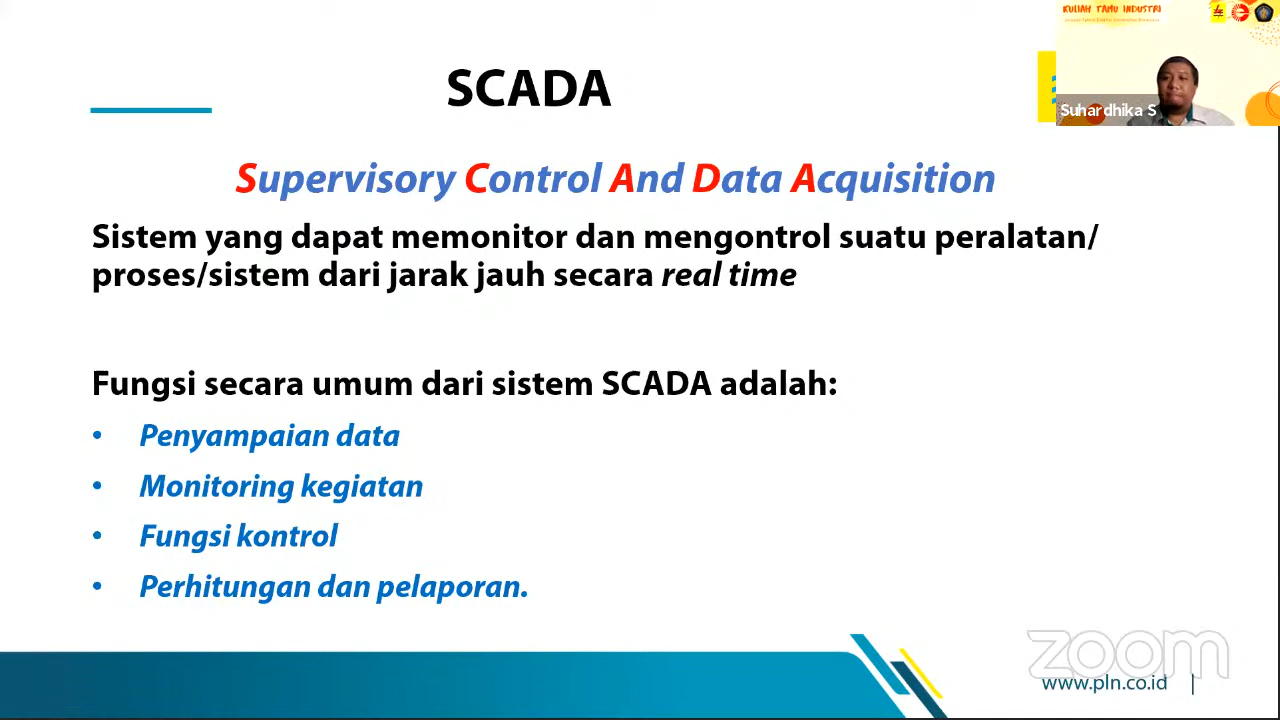 KULIAH TAMU INDUSTRI
Suhardhika S
SCADA
Supervisory Control And Data Acquisition
Sistem yang dapat memonitor dan mengontrol suatu peralatan/
proses/sistem dari jarak jauh secara real time
Fungsi secara umum dari sistem SCADA adalah:
• Penyampaian data
• Monitoring kegiatan
• Fungsi kontrol
• Perhitungan dan pelaporan.
zoom
www.pln.co.id |